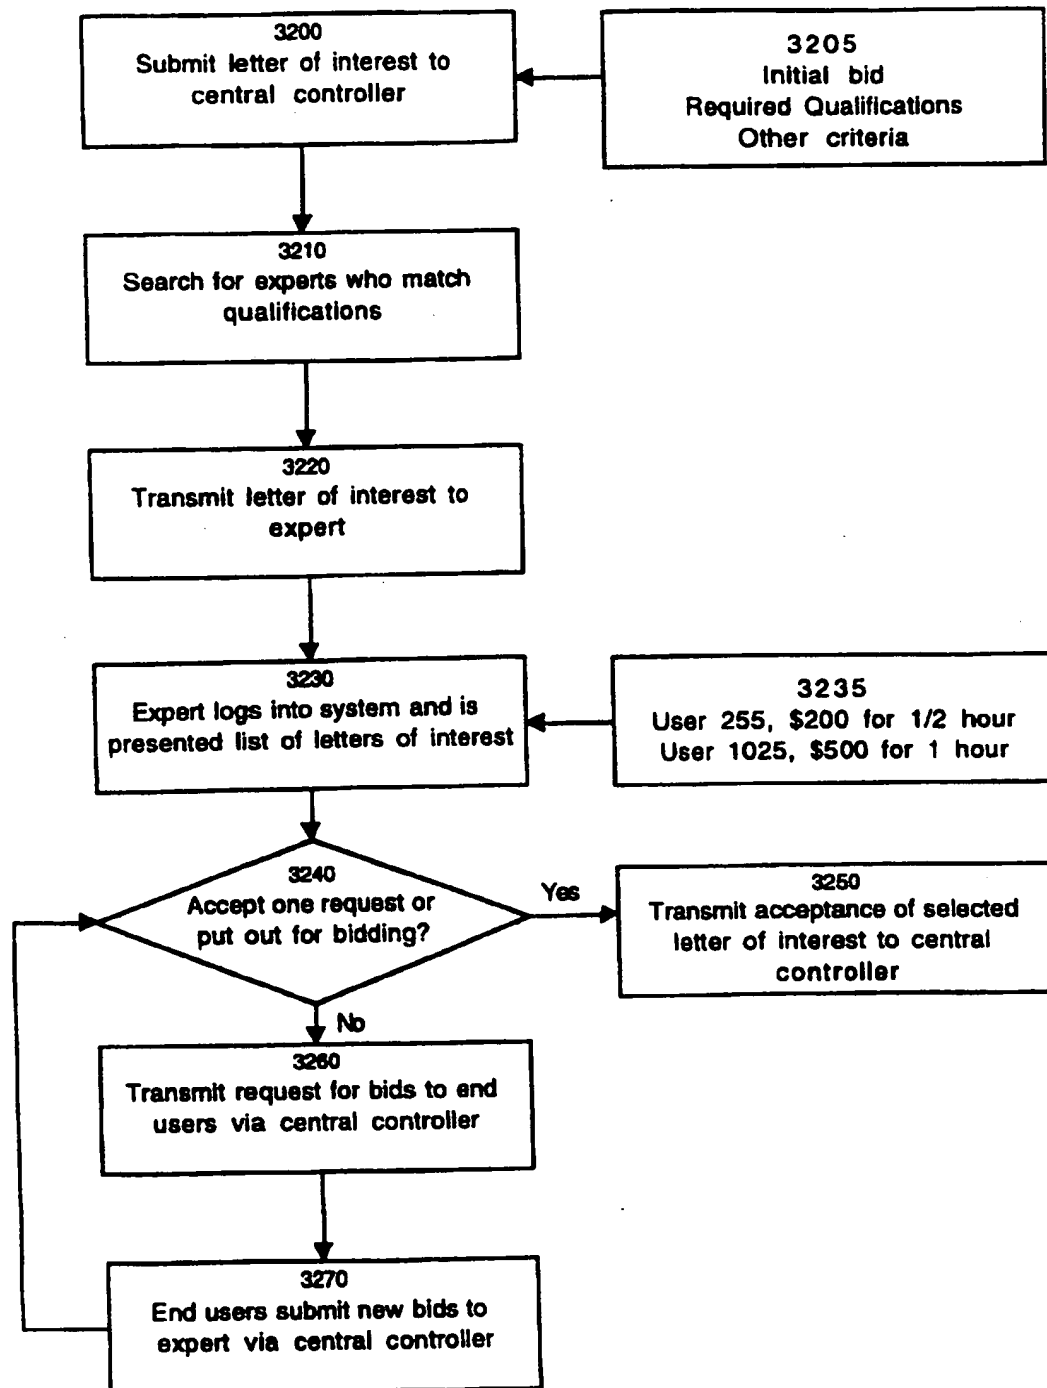 3200
Submit letter of interest to
central controller
3205
Initial bid
Required Qualifications
Other criteria
3210
Search for experts who match
qualifications
3220
Transmit letter of interest to
expert
3230
Expert logs into system and is
presented list of letters of interest
3235
User 255, $200 for 1/2 hour
User 1025, $500 for 1 hour
3240
Accept one request or
put out for bidding?
Yes
3250
Transmit acceptance of selected
letter of interest to central
controller
No
3260
Transmit request for bids to end
users via central controller
3270
End users submit new bids to
expert via central controller